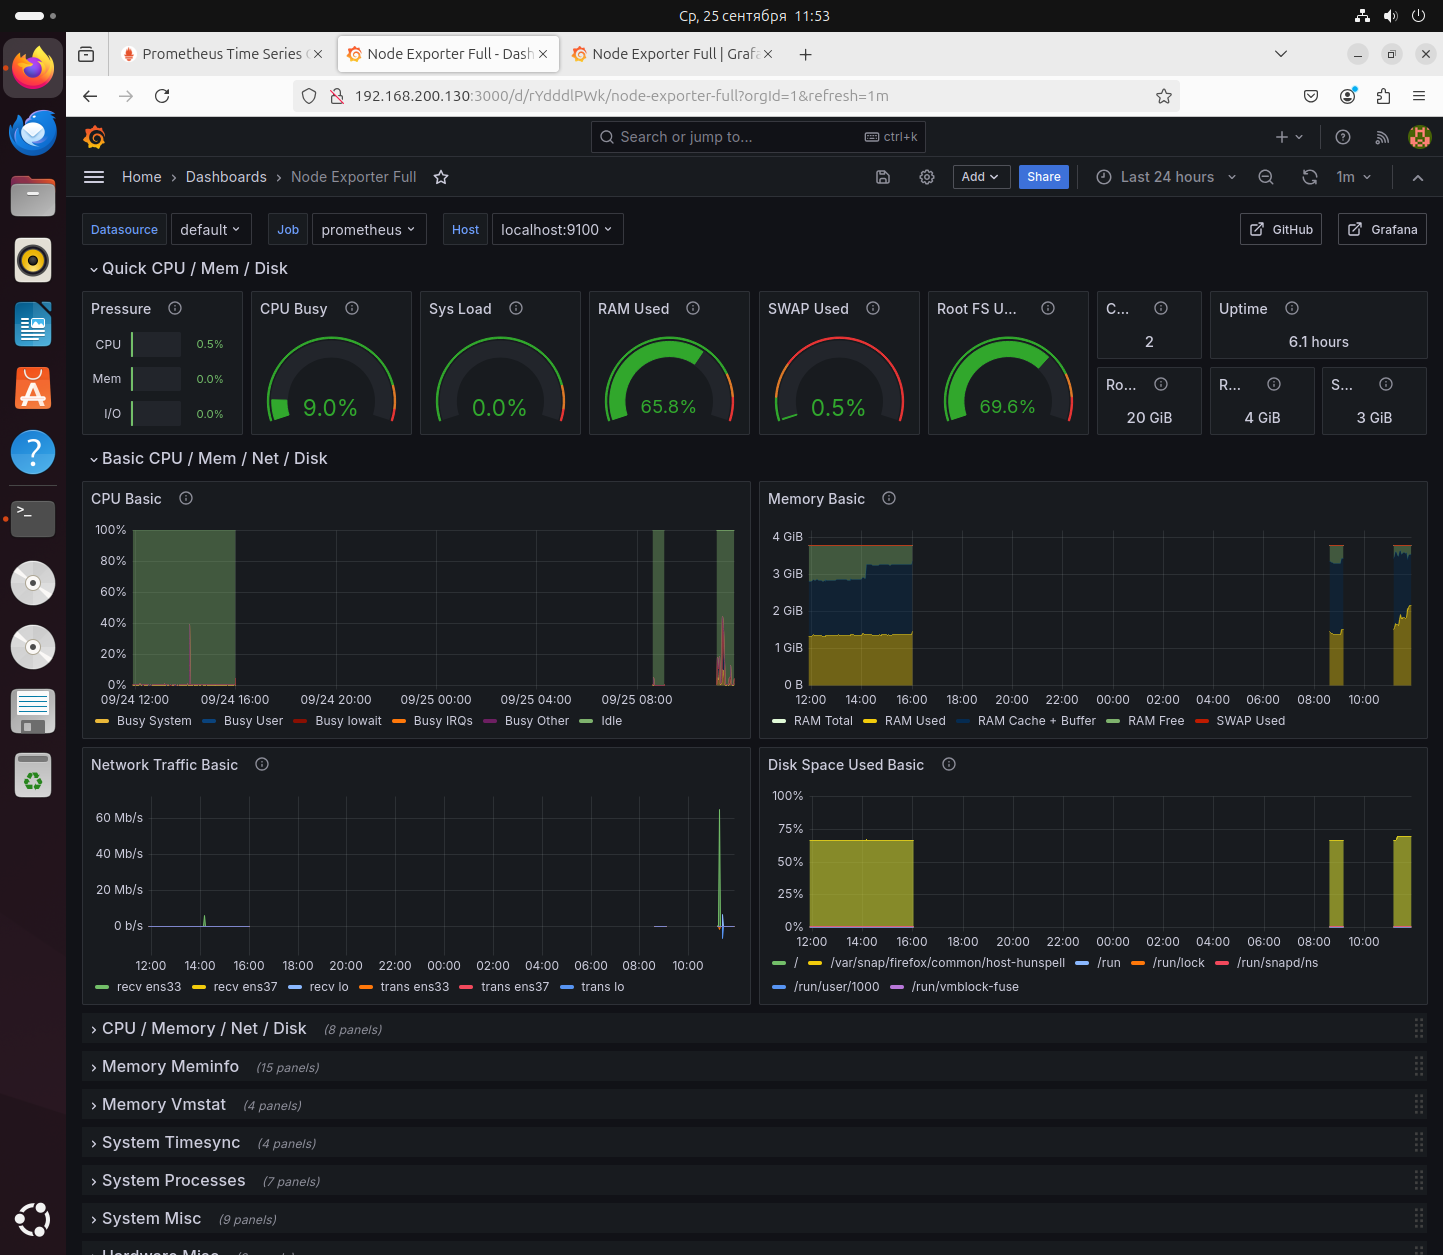 Ср, 25 сентября 11:53
Prometheus Time Series C
Node Exporter Full - Dash
Node Exporter Full | Grafa
192.168.200.130:3000/d/rYdddlPWk/node-exporter-full?orgId=1&refresh=1m
Search or jump to... ctrl+k
Home › Dashboards › Node Exporter Full
Add Share Last 24 hours 1m
Datasource default Job prometheus Host localhost:9100 GitHub Grafana
Quick CPU / Mem / Disk
Pressure CPU Busy Sys Load RAM Used SWAP Used Root FS U... C... Uptime
CPU 0.5%
Mem 0.0%
I/O 0.0%
9.0% 0.0% 65.8% 0.5% 69.6%
2 6.1 hours
Ro... R... S...
20 GiB 4 GiB 3 GiB
Basic CPU / Mem / Net / Disk
CPU Basic
100%
80%
60%
40%
20%
0%
09/24 12:00 09/24 16:00 09/24 20:00 09/25 00:00 09/25 04:00 09/25 08:00
Busy System Busy User Busy Iowait Busy IRQs Busy Other Idle
Memory Basic
4 GiB
3 GiB
2 GiB
1 GiB
0 B
12:00 14:00 16:00 18:00 20:00 22:00 00:00 02:00 04:00 06:00 08:00 10:00
RAM Total RAM Used RAM Cache + Buffer RAM Free SWAP Used
Network Traffic Basic
60 Mb/s
40 Mb/s
20 Mb/s
0 b/s
12:00 14:00 16:00 18:00 20:00 22:00 00:00 02:00 04:00 06:00 08:00 10:00
recv ens33 recv ens37 recv lo trans ens33 trans ens37 trans lo
Disk Space Used Basic
100%
75%
50%
25%
0%
12:00 14:00 16:00 18:00 20:00 22:00 00:00 02:00 04:00 06:00 08:00 10:00
/ /var/snap/firefox/common/host-hunspell /run /run/lock /run/snapd/ns
/run/user/1000 /run/vmblock-fuse
CPU / Memory / Net / Disk (8 panels)
Memory Meminfo (15 panels)
Memory Vmstat (4 panels)
System Timesync (4 panels)
System Processes (7 panels)
System Misc (9 panels)
Hardware Misc